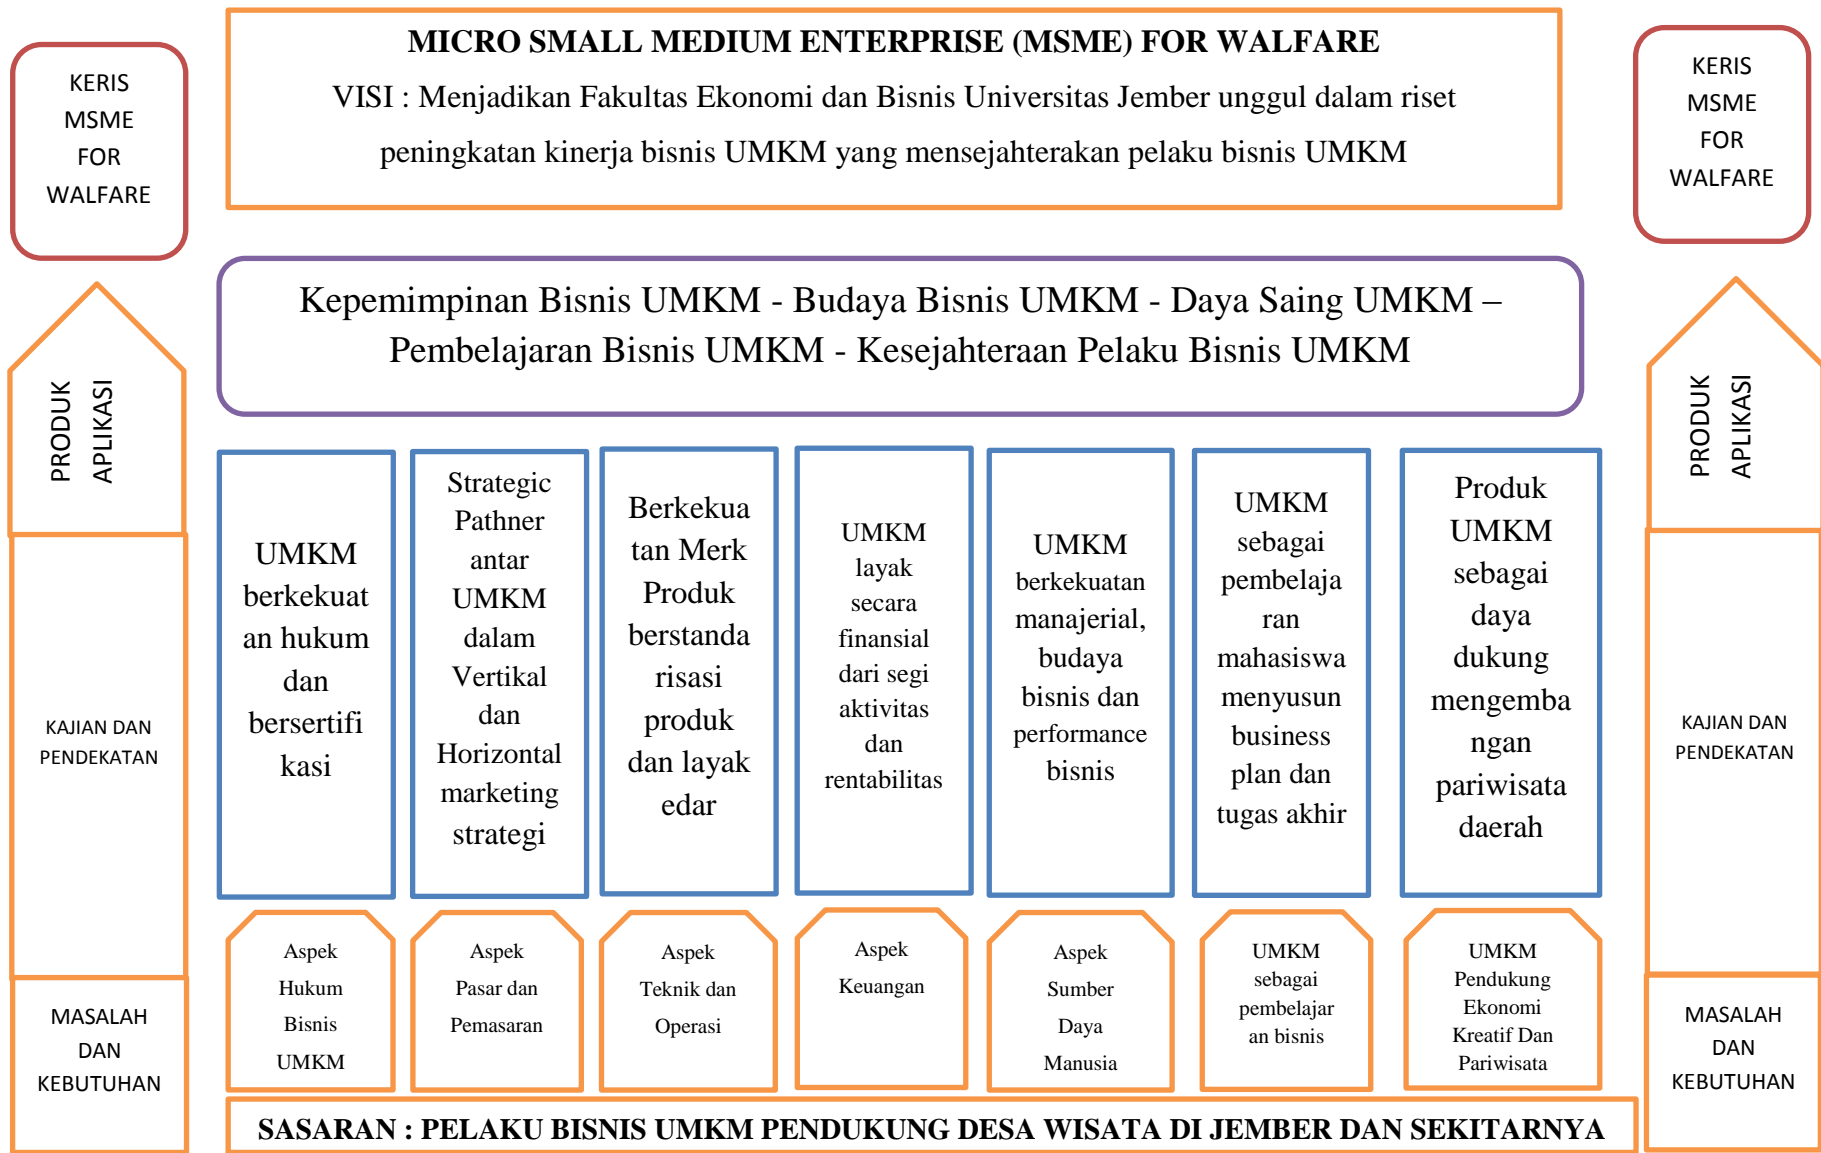 MICRO SMALL MEDIUM ENTERPRISE (MSME) FOR WALFARE
VISI : Menjadikan Fakultas Ekonomi dan Bisnis Universitas Jember unggul dalam riset
peningkatan kinerja bisnis UMKM yang mensejahterakan pelaku bisnis UMKM
KERIS
MSME
FOR
WALFARE
KERIS
MSME
FOR
WALFARE
Kepemimpinan Bisnis UMKM - Budaya Bisnis UMKM - Daya Saing UMKM –
Pembelajaran Bisnis UMKM - Kesejahteraan Pelaku Bisnis UMKM
PRODUK
APLIKASI
KAJIAN DAN
PENDEKATAN
MASALAH
DAN
KEBUTUHAN
UMKM
berkekuat
an hukum
dan
bersertifi
kasi
Strategic
Pathner
antar
UMKM
dalam
Vertikal
dan
Horizontal
marketing
strategi
Berkekua
tan Merk
Produk
berstanda
risasi
produk
dan layak
edar
UMKM
layak
secara
finansial
dari segi
aktivitas
dan
rentabilitas
UMKM
berkekuatan
manajerial,
budaya
bisnis dan
performance
bisnis
UMKM
sebagai
pembelaja
ran
mahasiswa
menyusun
business
plan dan
tugas akhir
Produk
UMKM
sebagai
daya
dukung
mengemba
ngan
pariwisata
daerah
PRODUK
APLIKASI
KAJIAN DAN
PENDEKATAN
MASALAH
DAN
KEBUTUHAN
Aspek
Hukum
Bisnis
UMKM
Aspek
Pasar dan
Pemasaran
Aspek
Teknik dan
Operasi
Aspek
Keuangan
Aspek
Sumber
Daya
Manusia
UMKM
sebagai
pembelajar
an bisnis
UMKM
Pendukung
Ekonomi
Kreatif Dan
Pariwisata
SASARAN : PELAKU BISNIS UMKM PENDUKUNG DESA WISATA DI JEMBER DAN SEKITARNYA